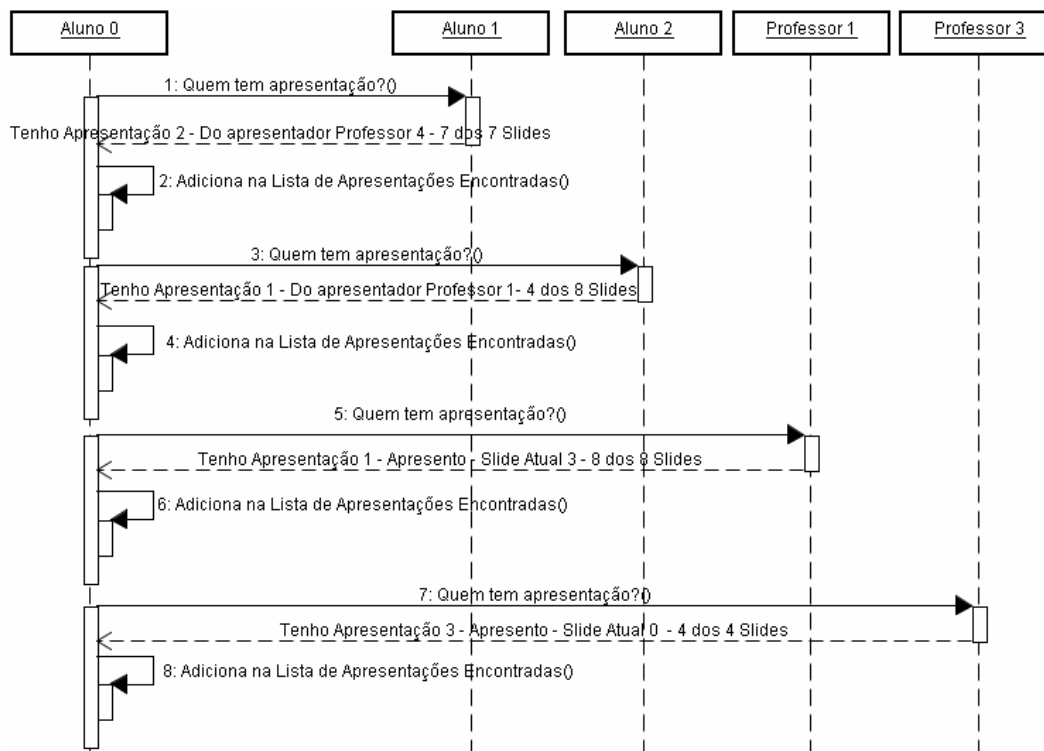 Aluno 0
Aluno 1
Aluno 2
Professor 1
Professor 3
1: Quem tem apresentação?()
Tenho Apresentação 2 - Do apresentador Professor 4 - 7 dos 7 Slides
2: Adiciona na Lista de Apresentações Encontradas()
3: Quem tem apresentação?()
Tenho Apresentação 1 - Do apresentador Professor 1- 4 dos 8 Slides
4: Adiciona na Lista de Apresentações Encontradas()
5: Quem tem apresentação?()
Tenho Apresentação 1 - Apresento - Slide Atual 3 - 8 dos 8 Slides
6: Adiciona na Lista de Apresentações Encontradas()
7: Quem tem apresentação?()
Tenho Apresentação 3 - Apresento - Slide Atual 0 - 4 dos 4 Slides
8: Adiciona na Lista de Apresentações Encontradas()